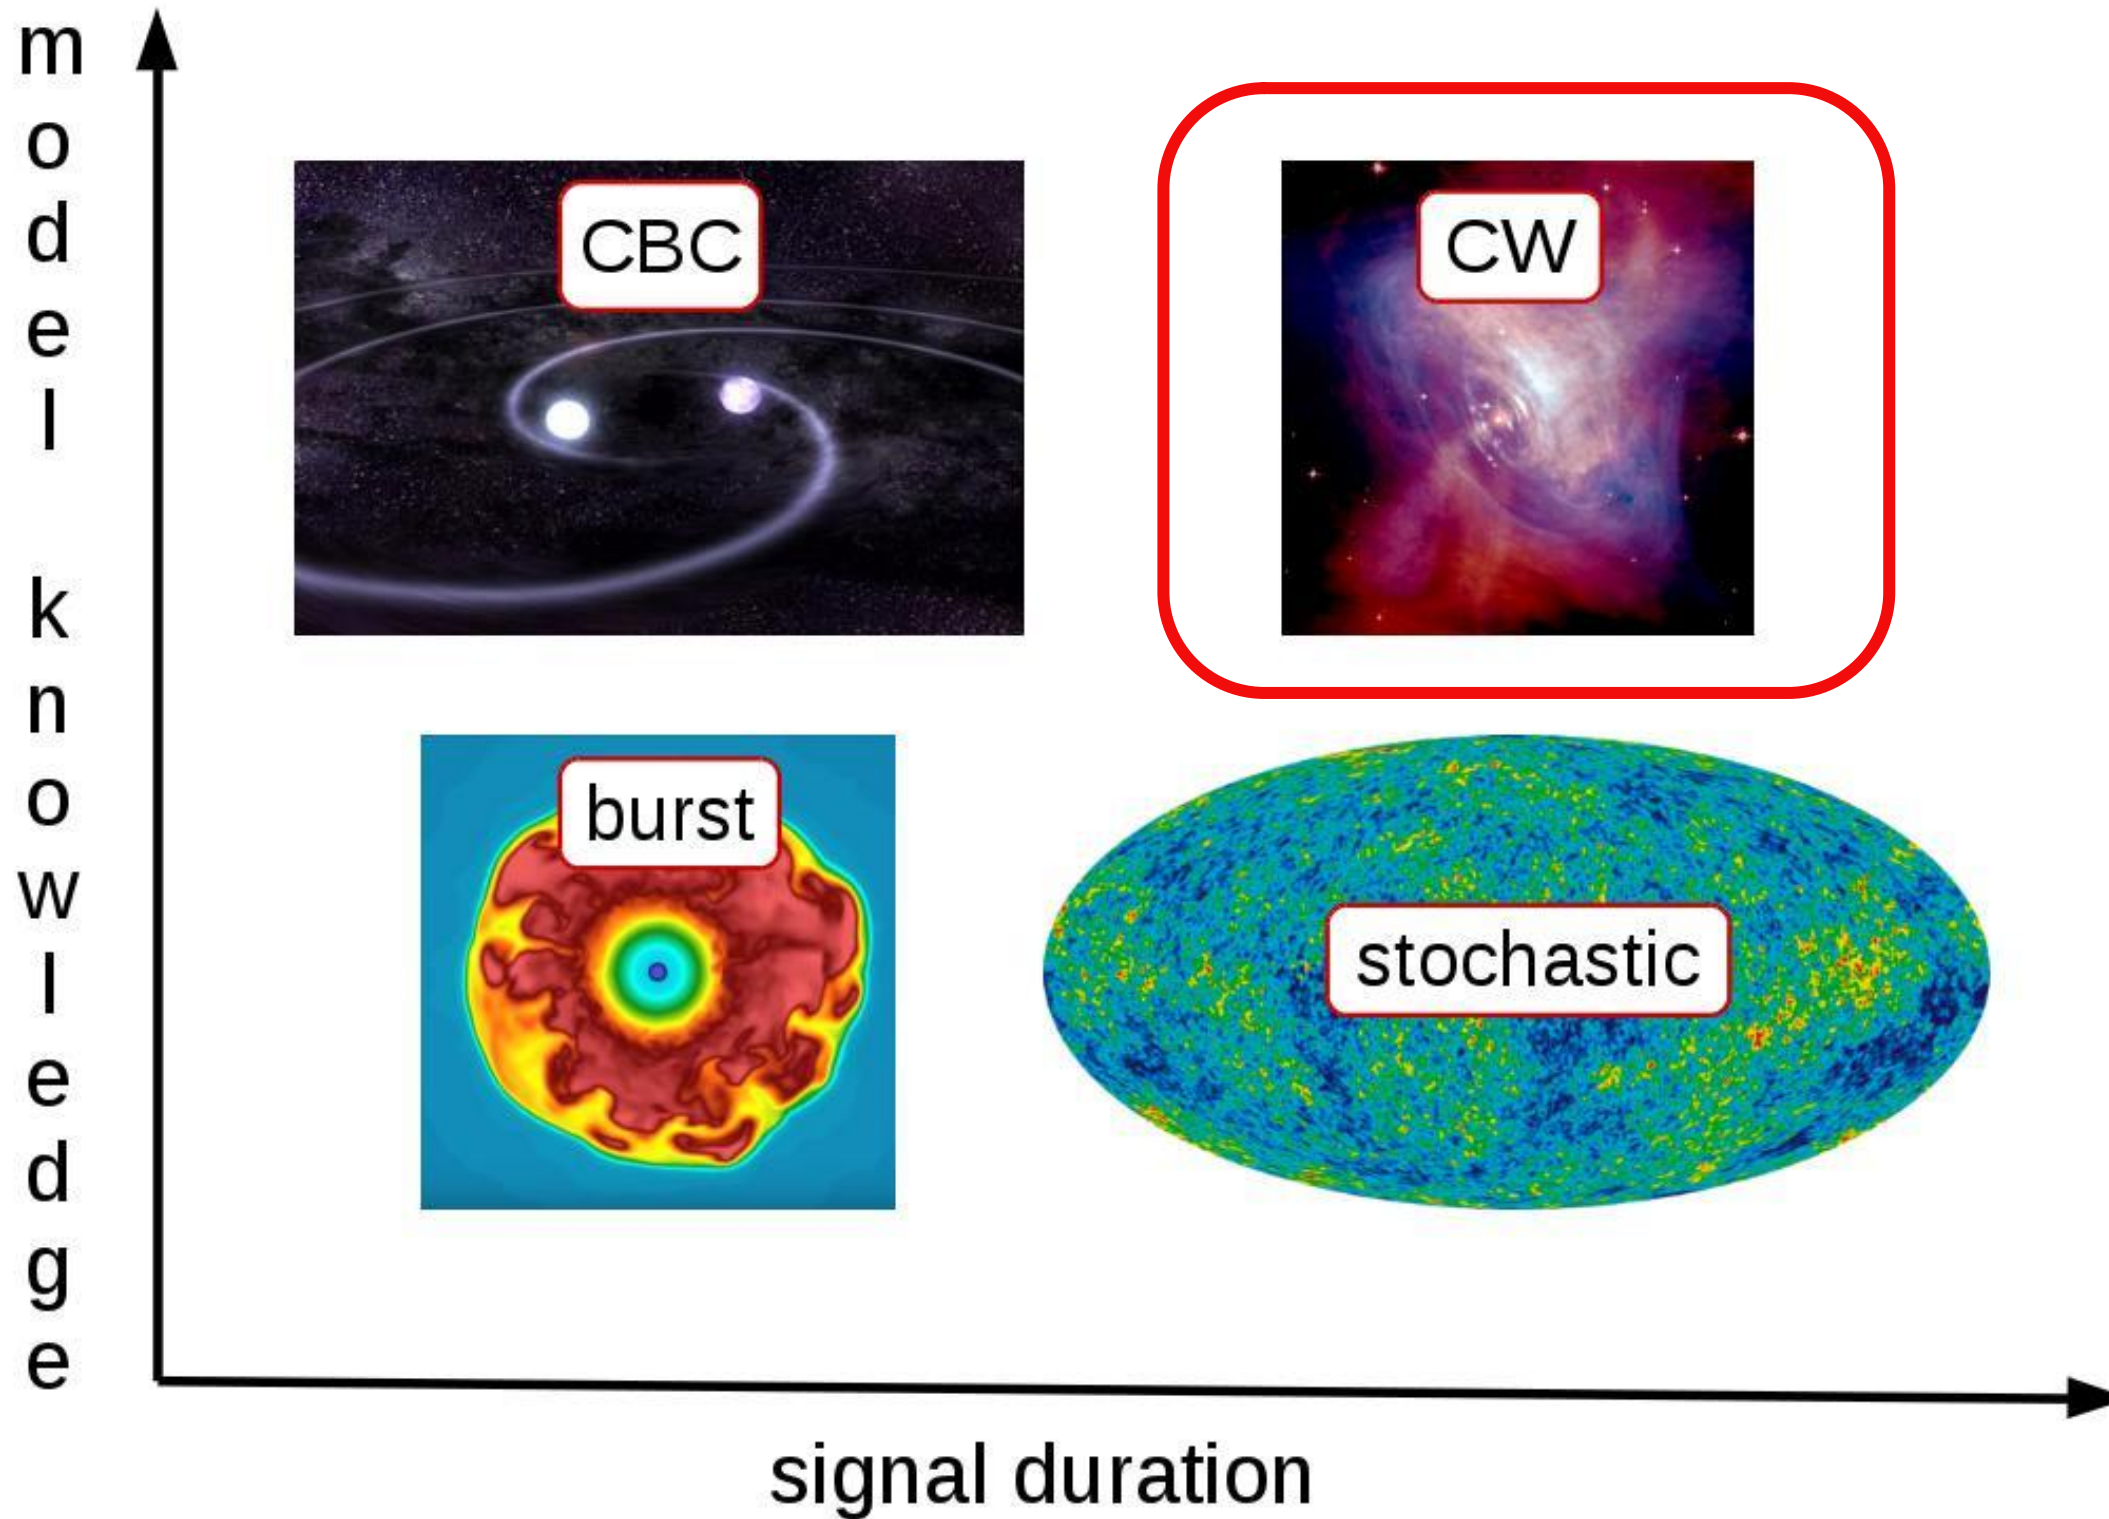 model knowledge
CBC
CW
burst
stochastic
signal duration